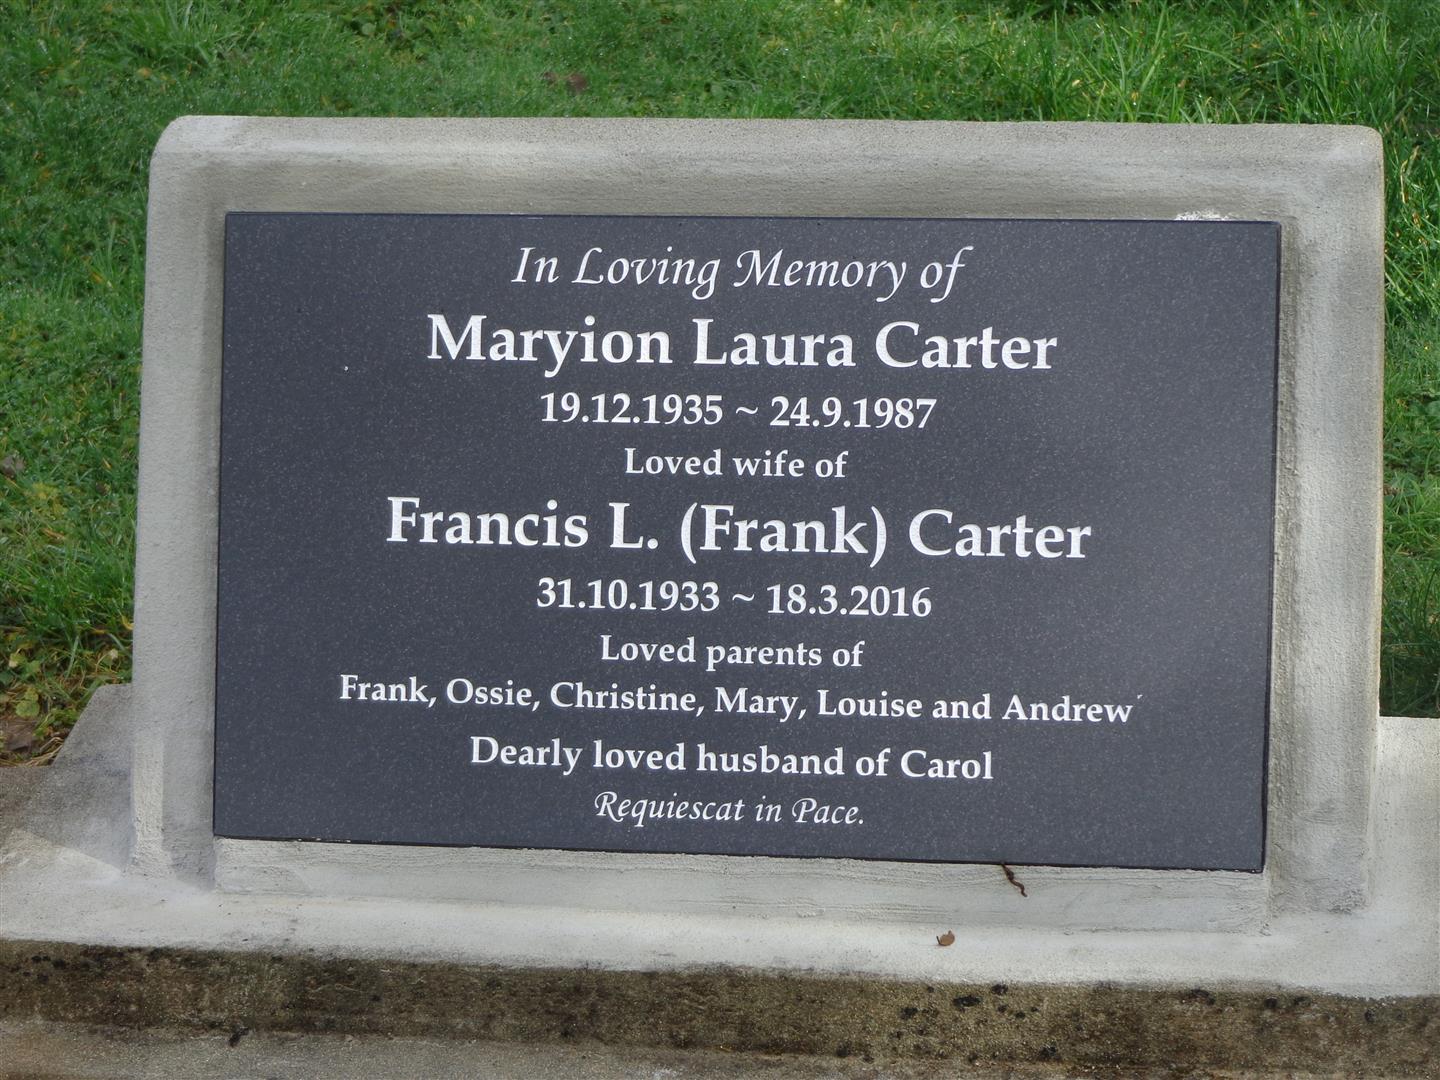 In Loving Memory of
Maryion Laura Carter
19.12.1935 ~ 24.9.1987
Loved wife of
Francis L. (Frank) Carter
31.10.1933 ~ 18.3.2016
Loved parents of
Frank, Ossie, Christine, Mary, Louise and Andrew
Dearly loved husband of Carol
Requiescat in Pace.